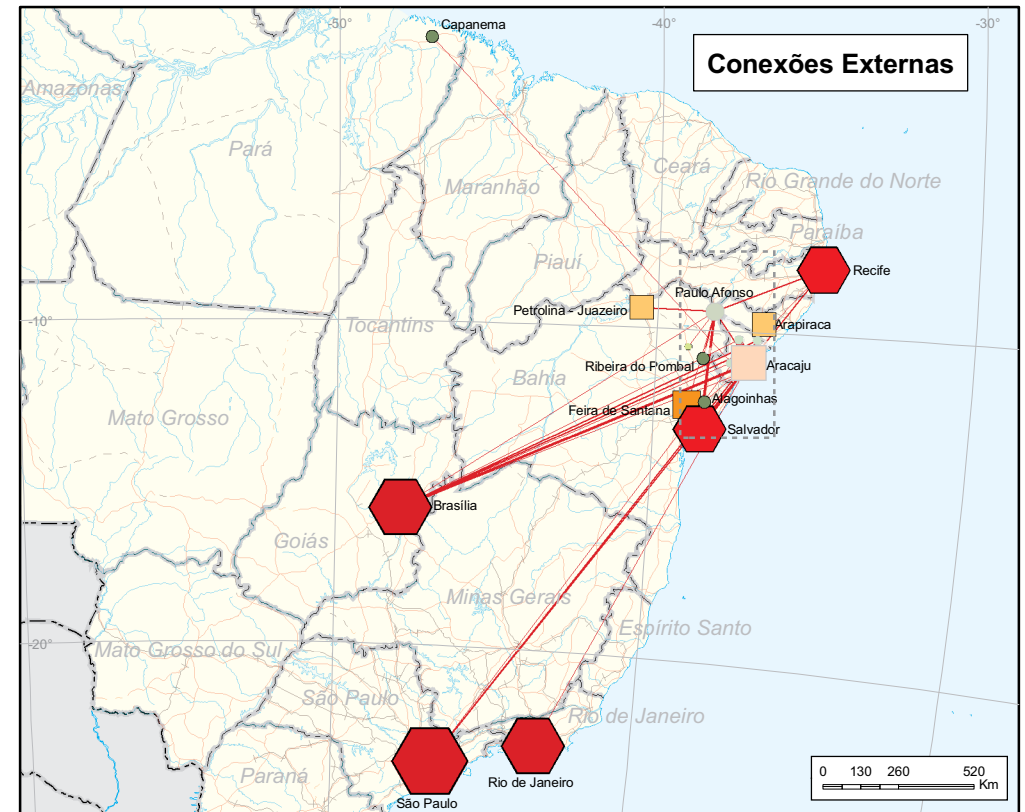 -50°
-40°
-30°
Capanema
Conexões Externas
Amazonas
Pará
Maranhão
Ceará
Rio Grande do Norte
Paraíba
Piauí
Recife
Paulo Afonso
Petrolina - Juazeiro
-10°
Tocantins
Arapiraca
Ribeira do Pombal
Aracaju
Bahia
Mato Grosso
Feira de Santana
Alagoinhas
Salvador
Brasília
Goiás
Minas Gerais
Espírito Santo
-20°
Mato Grosso do Sul
São Paulo
Rio de Janeiro
Paraná
Rio de Janeiro
São Paulo
0 130 260 520
Km